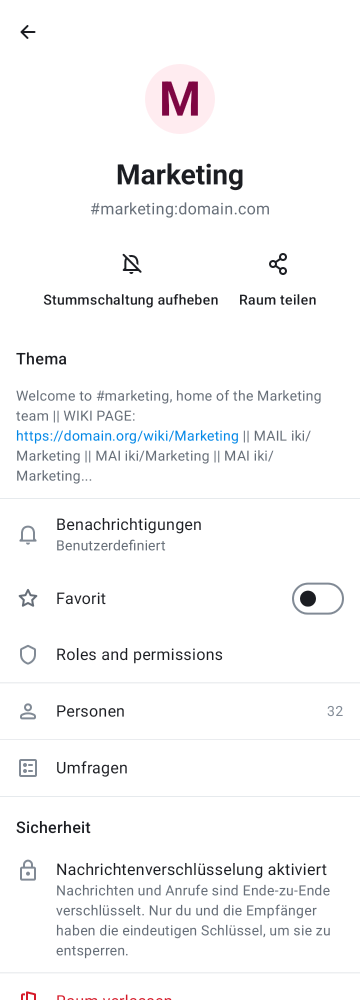 M
Marketing
#marketing:domain.com
Stummschaltung aufheben
Raum teilen
Thema
Welcome to #marketing, home of the Marketing
team || WIKI PAGE:
https://domain.org/wiki/Marketing || MAIL iki/
Marketing || MAI iki/Marketing || MAI iki/
Marketing...
Benachrichtigungen
Benutzerdefiniert
Favorit
Roles and permissions
Personen 32
Umfragen
Sicherheit
Nachrichtenverschlüsselung aktiviert
Nachrichten und Anrufe sind Ende-zu-Ende
verschlüsselt. Nur du und die Empfänger
haben die eindeutigen Schlüssel, um sie zu
entsperren.
Raum verlassen